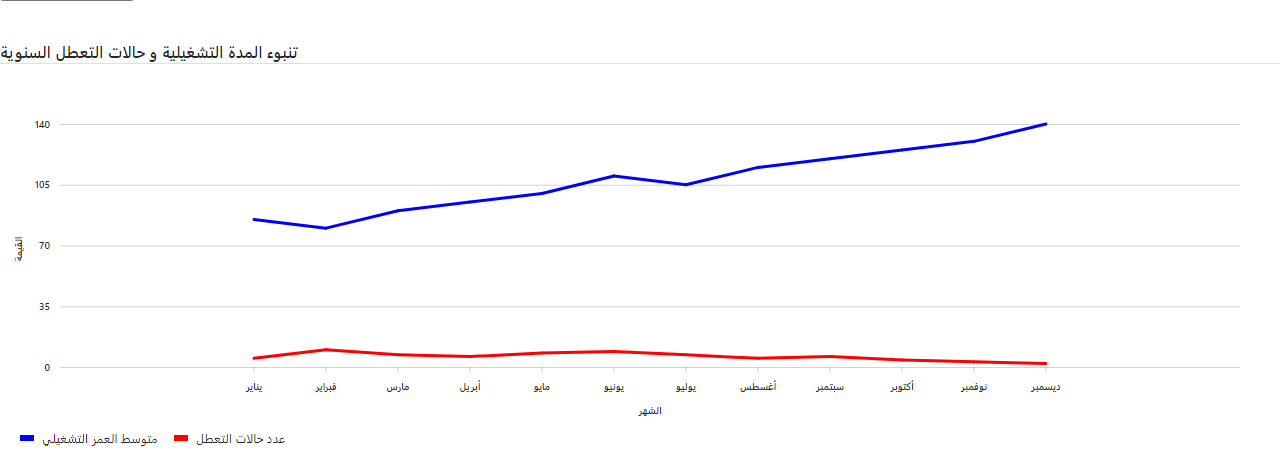 تنبوء المدة التشغيلية و حالات التعطل السنوية
140
105
70
35
0
القيمة
يناير فبراير مارس أبريل مايو يونيو يوليو أغسطس سبتمبر أكتوبر نوفمبر ديسمبر
الشهر
متوسط العمر التشغيلي عدد حالات التعطل